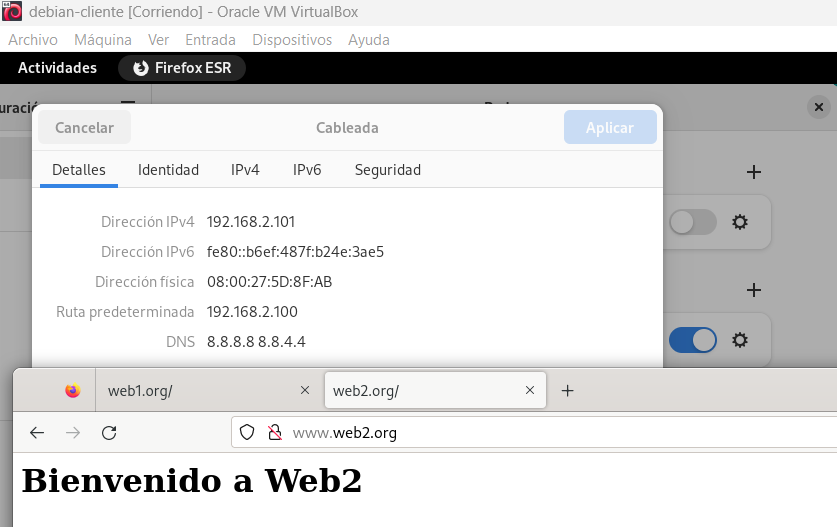 debian-cliente [Corriendo] - Oracle VM VirtualBox
Archivo Máquina Ver Entrada Dispositivos Ayuda
Actividades Firefox ESR
Cancelar Cableada Aplicar
Detalles Identidad IPv4 IPv6 Seguridad
Dirección IPv4 192.168.2.101
Dirección IPv6 fe80::b6ef:487f:b24e:3ae5
Dirección física 08:00:27:5D:8F:AB
Ruta predeterminada 192.168.2.100
DNS 8.8.8.8 8.8.4.4
web1.org/ web2.org/
www.web2.org
Bienvenido a Web2